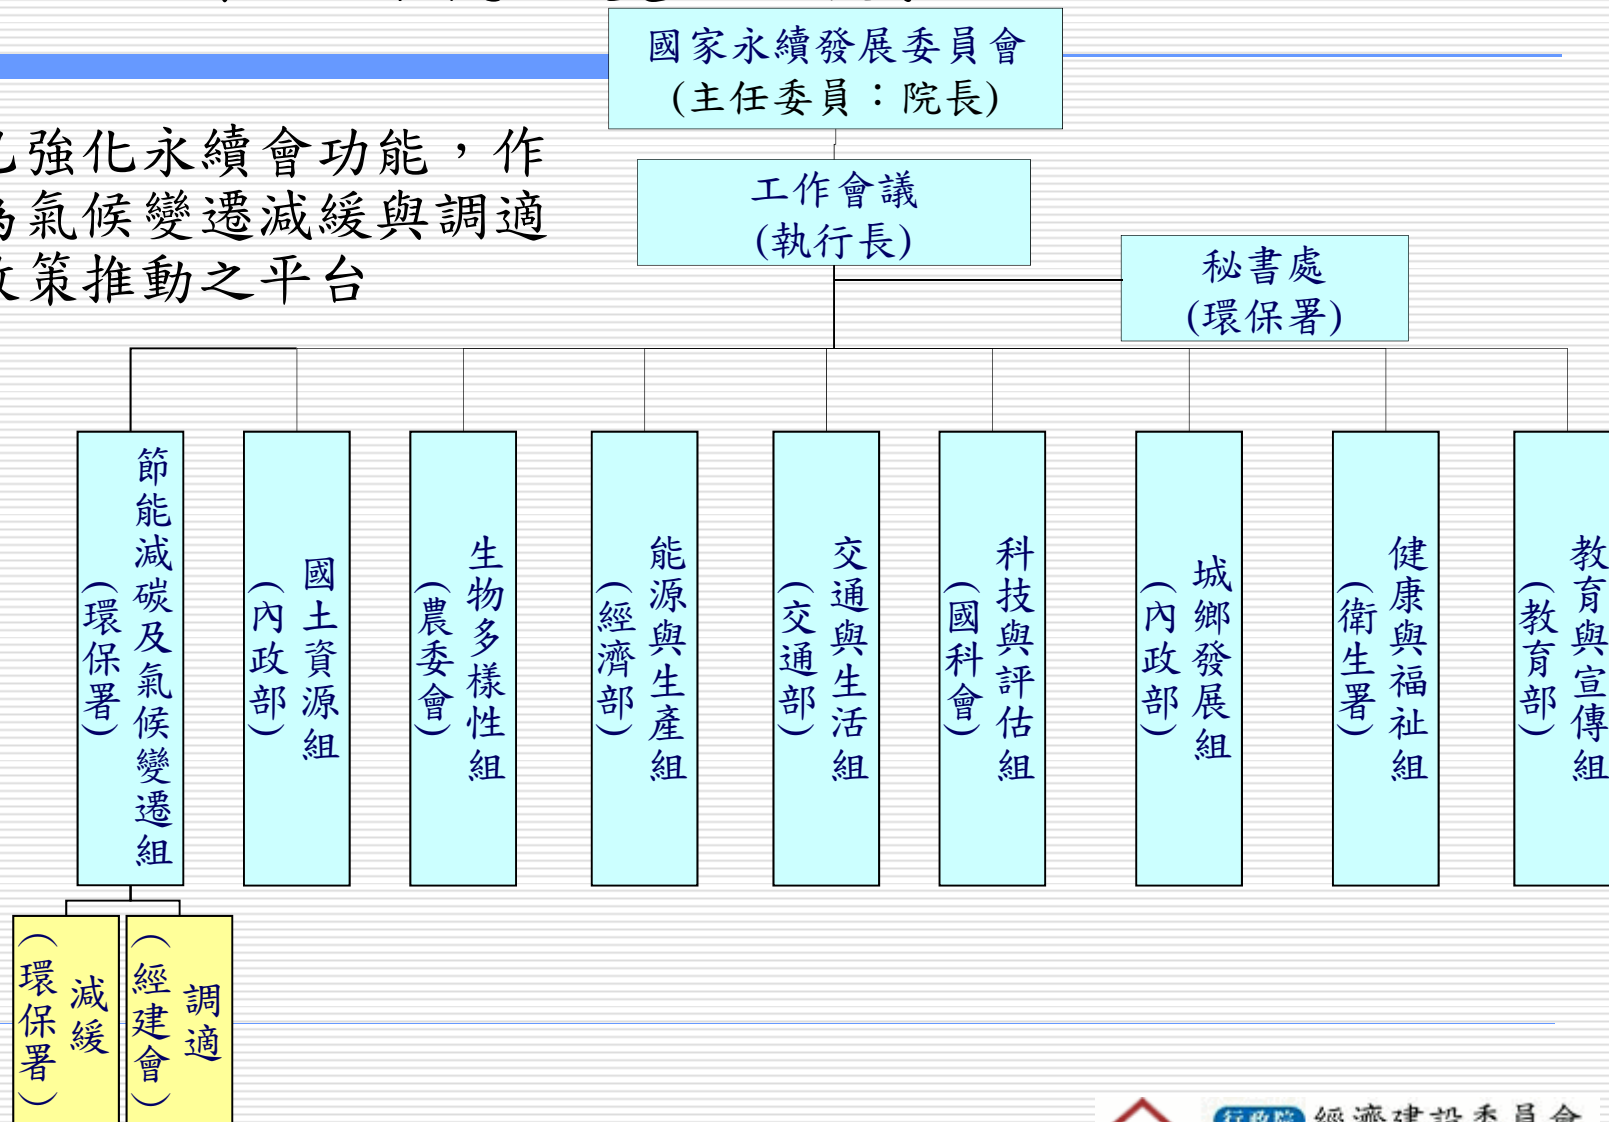 國家永續發展委員會
(主任委員：院長)
強化永續會功能，作
為氣候變遷減緩與調適
政策推動之平台
工作會議
(執行長)
秘書處
(環保署)
節能減碳及氣候變遷組
(環保署)
國土資源組
(內政部)
生物多樣性組
(農委會)
能源與生產組
(經濟部)
交通與生活組
(交通部)
科技與評估組
(國科會)
城鄉發展組
(內政部)
健康與福祉組
(衛生署)
教育與宣傳組
(教育部)
減緩
(環保署)
調適
(經建會)
行政院 經濟建設委員會